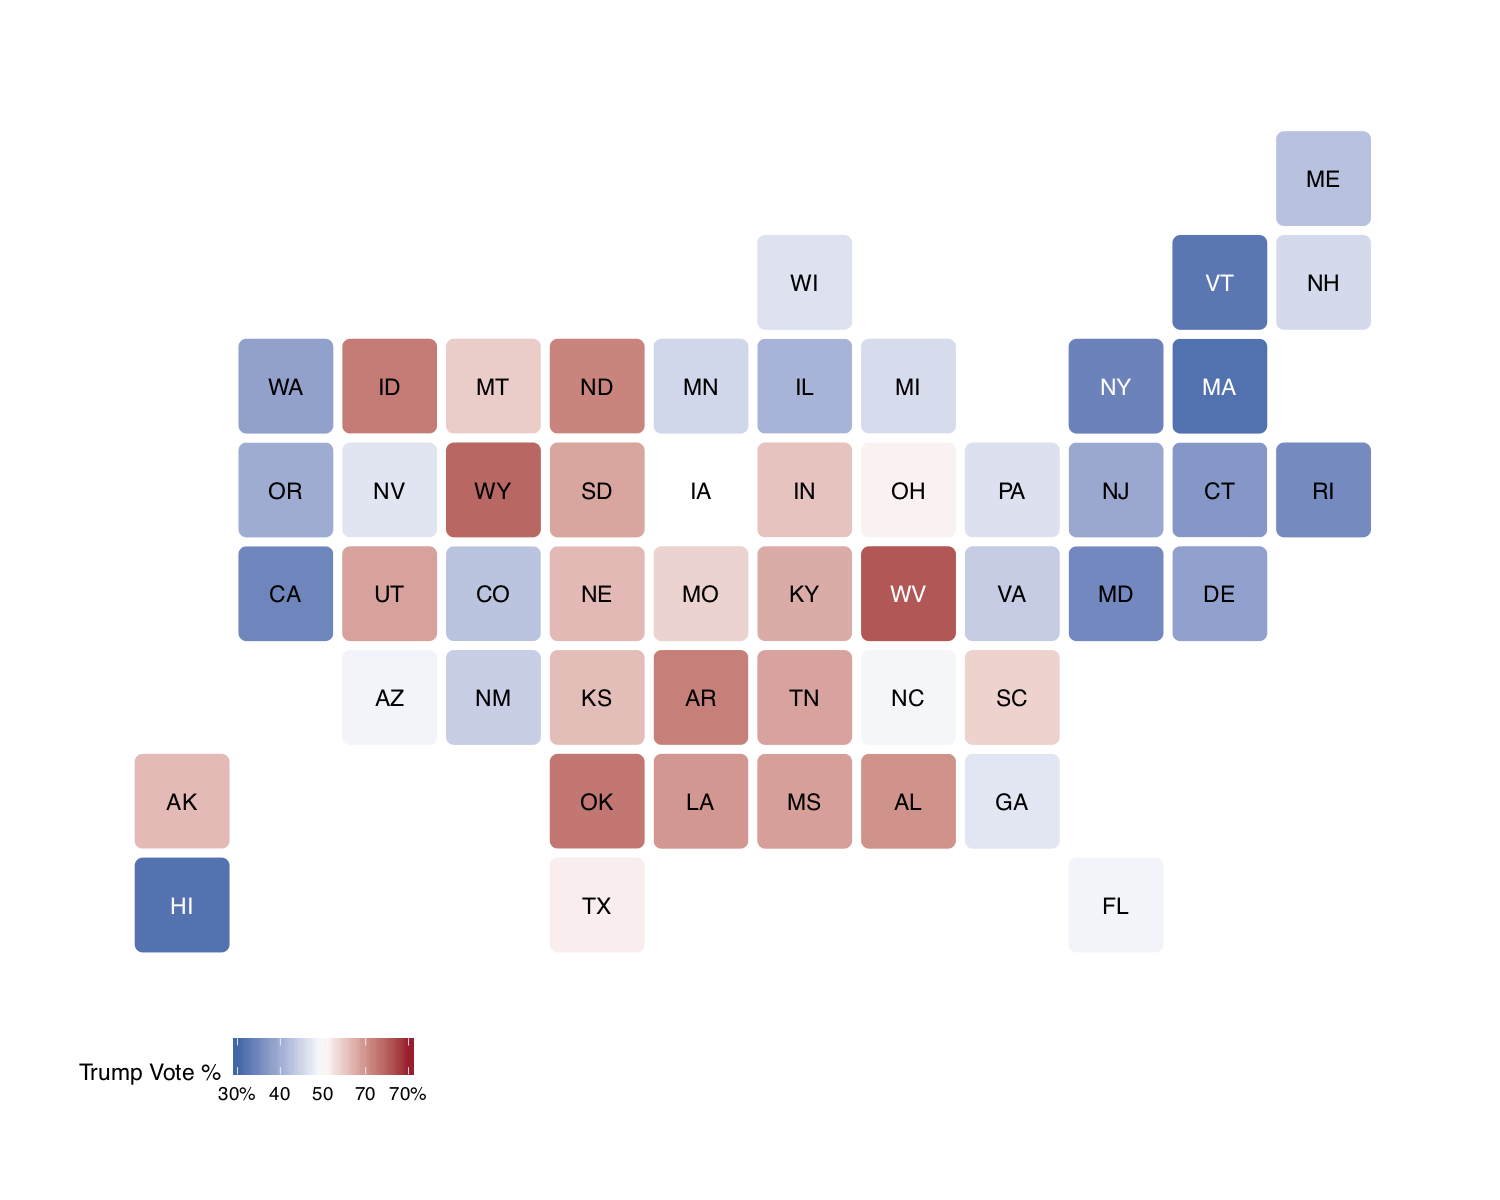 ME
WI VT NH
WA ID MT ND MN IL MI NY MA
OR NV WY SD IA IN OH PA NJ CT RI
CA UT CO NE MO KY WV VA MD DE
AZ NM KS AR TN NC SC
AK OK LA MS AL GA
HI TX FL
Trump Vote %
30% 40 50 70 70%